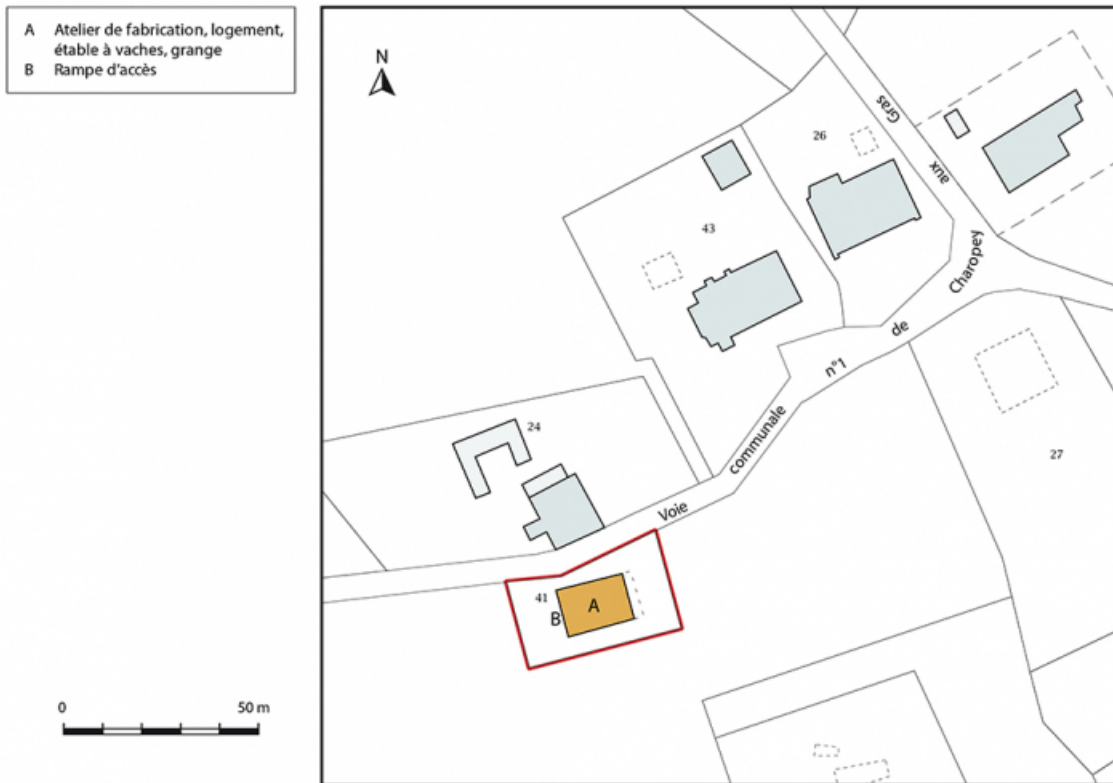 A Atelier de fabrication, logement,
étable à vaches, grange
B Rampe d'accès
N
26
Gras
aux
43
Charopey
de
n°1
communale
Voie
24
27
41
B
A
0 50 m